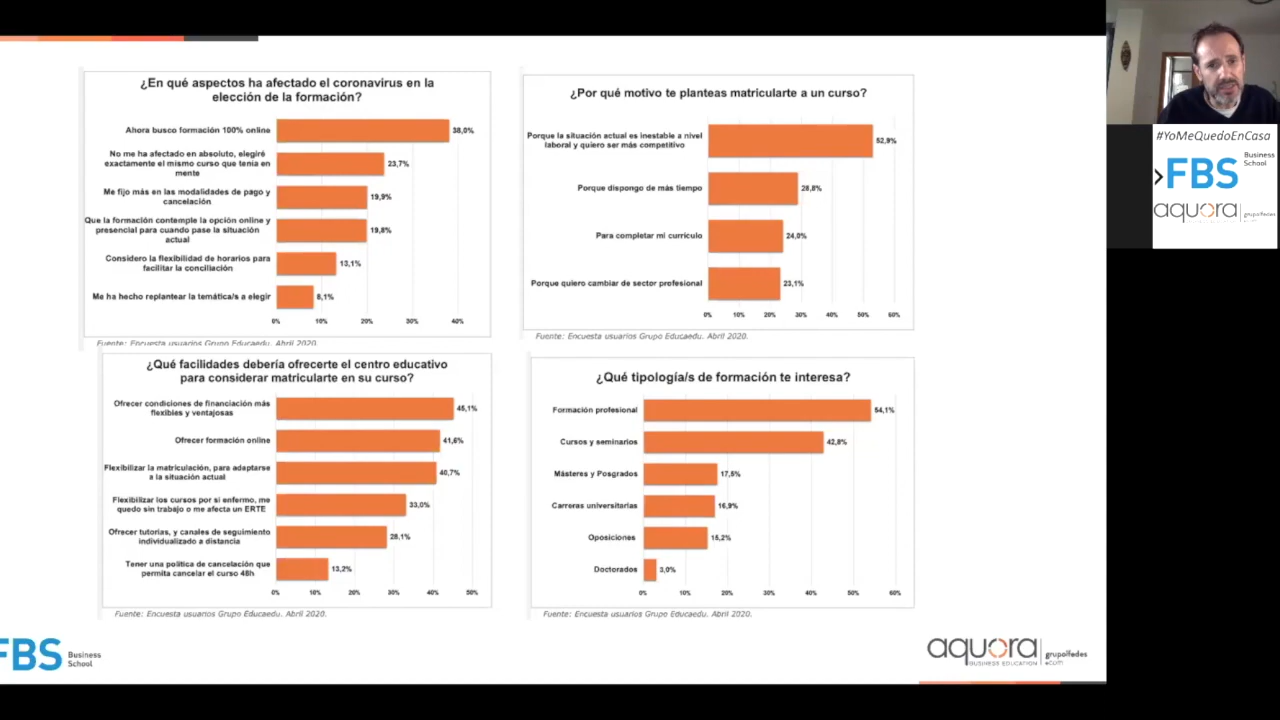 ¿En qué aspectos ha afectado el coronavirus en la
elección de la formación?
Ahora busco formación 100% online
38,0%
No me ha afectado en absoluto, elegiré
exactamente el mismo curso que tenía en
mente
23,7%
Me fijo más en las modalidades de pago y
cancelación
19,9%
Que la formación contemple la opción online y
presencial para cuando pase la situación
actual
19,8%
Considero la flexibilidad de horarios para
facilitar la conciliación
13,1%
Me ha hecho replantear la temática/s a elegir
8,1%
0% 10% 20% 30% 40%
Fuente: Encuesta usuarios Grupo Educaedu. Abril 2020.
¿Por qué motivo te planteas matricularte a un curso?
Porque la situación actual es inestable a nivel
laboral y quiero ser más competitivo
52,9%
Porque dispongo de más tiempo
28,8%
Para completar mi currículo
24,0%
Porque quiero cambiar de sector profesional
23,1%
0% 10% 20% 30% 40% 50% 60%
Fuente: Encuesta usuarios Grupo Educaedu. Abril 2020.
¿Qué facilidades debería ofrecerte el centro educativo
para considerar matricularte en su curso?
Ofrecer condiciones de financiación más
flexibles y ventajosas
45,1%
Ofrecer formación online
41,6%
Flexibilizar la matriculación, para adaptarse
a la situación actual
40,7%
Flexibilizar los cursos por si enfermo, me
quedo sin trabajo o me afecta un ERTE
33,0%
Ofrecer tutorías, y canales de seguimiento
individualizado a distancia
28,1%
Tener una política de cancelación que
permita cancelar el curso 48h
13,2%
0% 10% 20% 30% 40% 50%
Fuente: Encuesta usuarios Grupo Educaedu. Abril 2020.
¿Qué tipología/s de formación te interesa?
Formación profesional
54,1%
Cursos y seminarios
42,8%
Másteres y Posgrados
17,5%
Carreras universitarias
16,9%
Oposiciones
15,2%
Doctorados
3,0%
0% 10% 20% 30% 40% 50% 60%
Fuente: Encuesta usuarios Grupo Educaedu. Abril 2020.
FBS Business
School
aquora grupoifedes
BUSINESS EDUCATION .com
#YoMeQuedoEnCasa
FBS Business
School
aquora grupoifedes